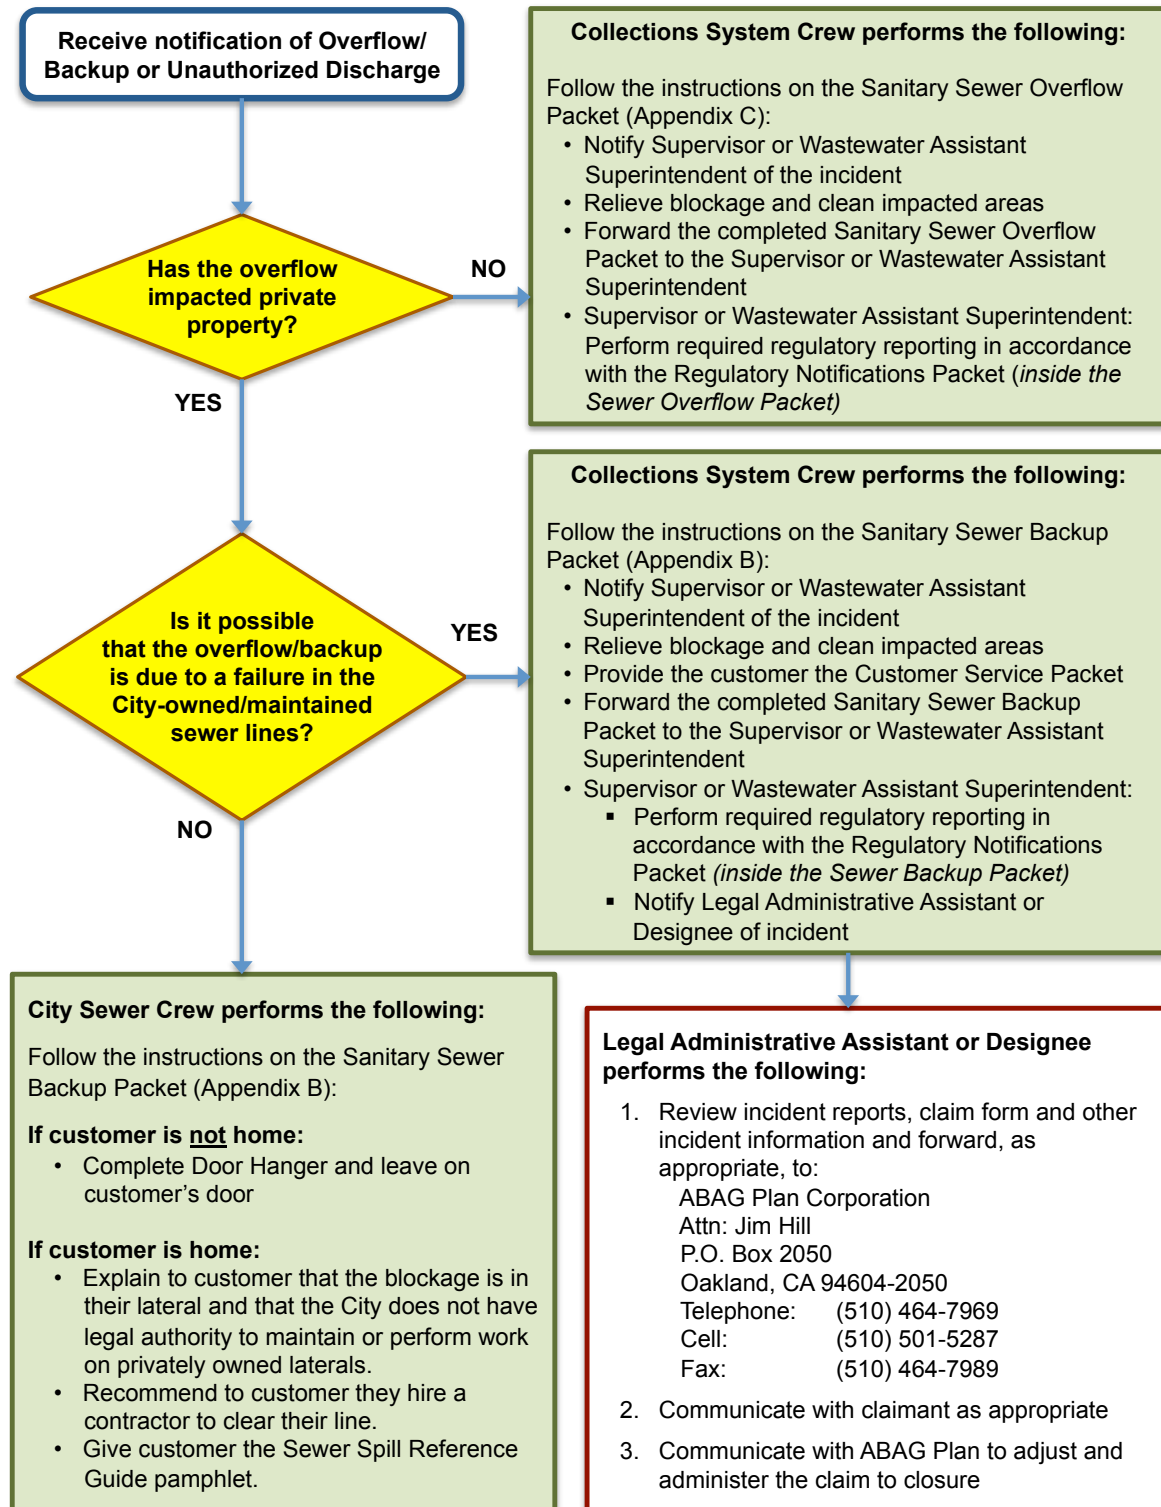 Receive notification of Overflow/
Backup or Unauthorized Discharge
Has the overflow
impacted private
property?
NO
YES
Collections System Crew performs the following:
Follow the instructions on the Sanitary Sewer Overflow
Packet (Appendix C):
• Notify Supervisor or Wastewater Assistant
Superintendent of the incident
• Relieve blockage and clean impacted areas
• Forward the completed Sanitary Sewer Overflow
Packet to the Supervisor or Wastewater Assistant
Superintendent
• Supervisor or Wastewater Assistant Superintendent:
Perform required regulatory reporting in accordance
with the Regulatory Notifications Packet (inside the
Sewer Overflow Packet)
Is it possible
that the overflow/backup
is due to a failure in the
City-owned/maintained
sewer lines?
YES
NO
Collections System Crew performs the following:
Follow the instructions on the Sanitary Sewer Backup
Packet (Appendix B):
• Notify Supervisor or Wastewater Assistant
Superintendent of the incident
• Relieve blockage and clean impacted areas
• Provide the customer the Customer Service Packet
• Forward the completed Sanitary Sewer Backup
Packet to the Supervisor or Wastewater Assistant
Superintendent
• Supervisor or Wastewater Assistant Superintendent:
▪ Perform required regulatory reporting in
accordance with the Regulatory Notifications
Packet (inside the Sewer Backup Packet)
▪ Notify Legal Administrative Assistant or
Designee of incident
City Sewer Crew performs the following:
Follow the instructions on the Sanitary Sewer
Backup Packet (Appendix B):
If customer is not home:
• Complete Door Hanger and leave on
customer’s door
If customer is home:
• Explain to customer that the blockage is in
their lateral and that the City does not have
legal authority to maintain or perform work
on privately owned laterals.
• Recommend to customer they hire a
contractor to clear their line.
• Give customer the Sewer Spill Reference
Guide pamphlet.
Legal Administrative Assistant or Designee
performs the following:
1. Review incident reports, claim form and other
incident information and forward, as
appropriate, to:
ABAG Plan Corporation
Attn: Jim Hill
P.O. Box 2050
Oakland, CA 94604-2050
Telephone: (510) 464-7969
Cell: (510) 501-5287
Fax: (510) 464-7989
2. Communicate with claimant as appropriate
3. Communicate with ABAG Plan to adjust and
administer the claim to closure